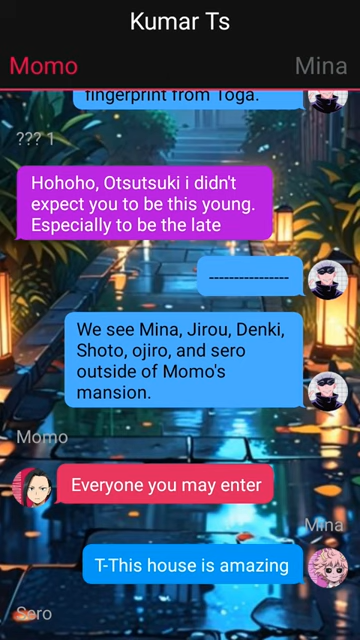 Kumar Ts
Momo
Mina
fingerprint from Toga.
??? 1
Hohoho, Otsutsuki i didn't
expect you to be this young.
Especially to be the late
----------------
We see Mina, Jirou, Denki,
Shoto, ojiro, and sero
outside of Momo's
mansion.
Momo
Everyone you may enter
Mina
T-This house is amazing
Sero